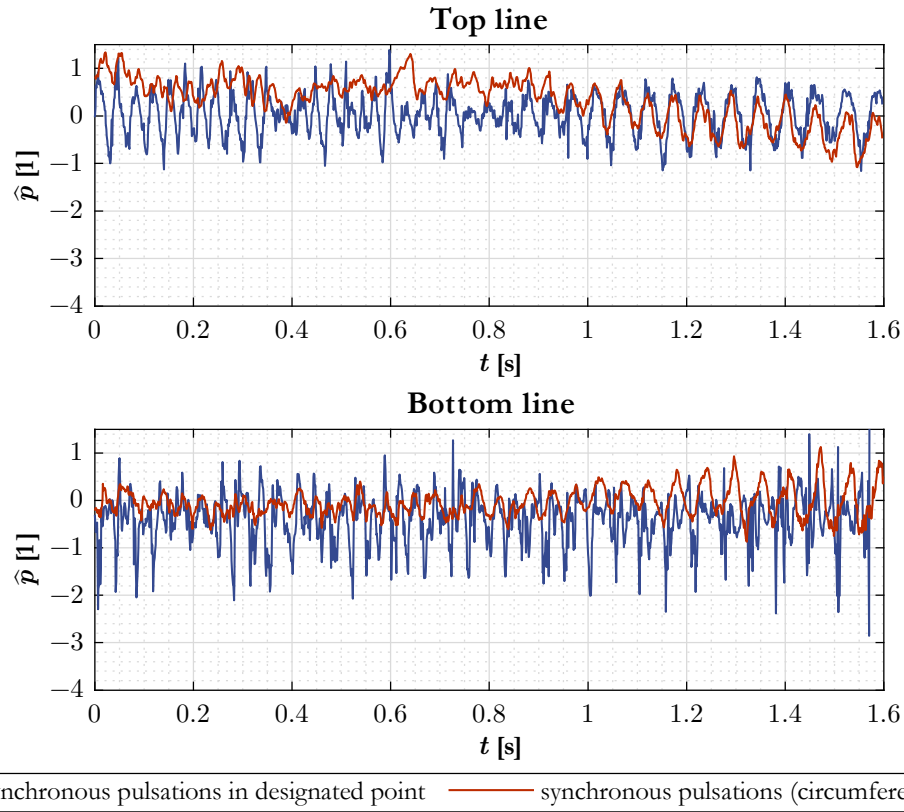 Top line
1
0
−1
−2
−3
−4
p̂ [1]
0 0.2 0.4 0.6 0.8 1 1.2 1.4 1.6
t [s]
Bottom line
1
0
−1
−2
−3
−4
p̂ [1]
0 0.2 0.4 0.6 0.8 1 1.2 1.4 1.6
t [s]
nchronous pulsations in designated point synchronous pulsations (circumfere